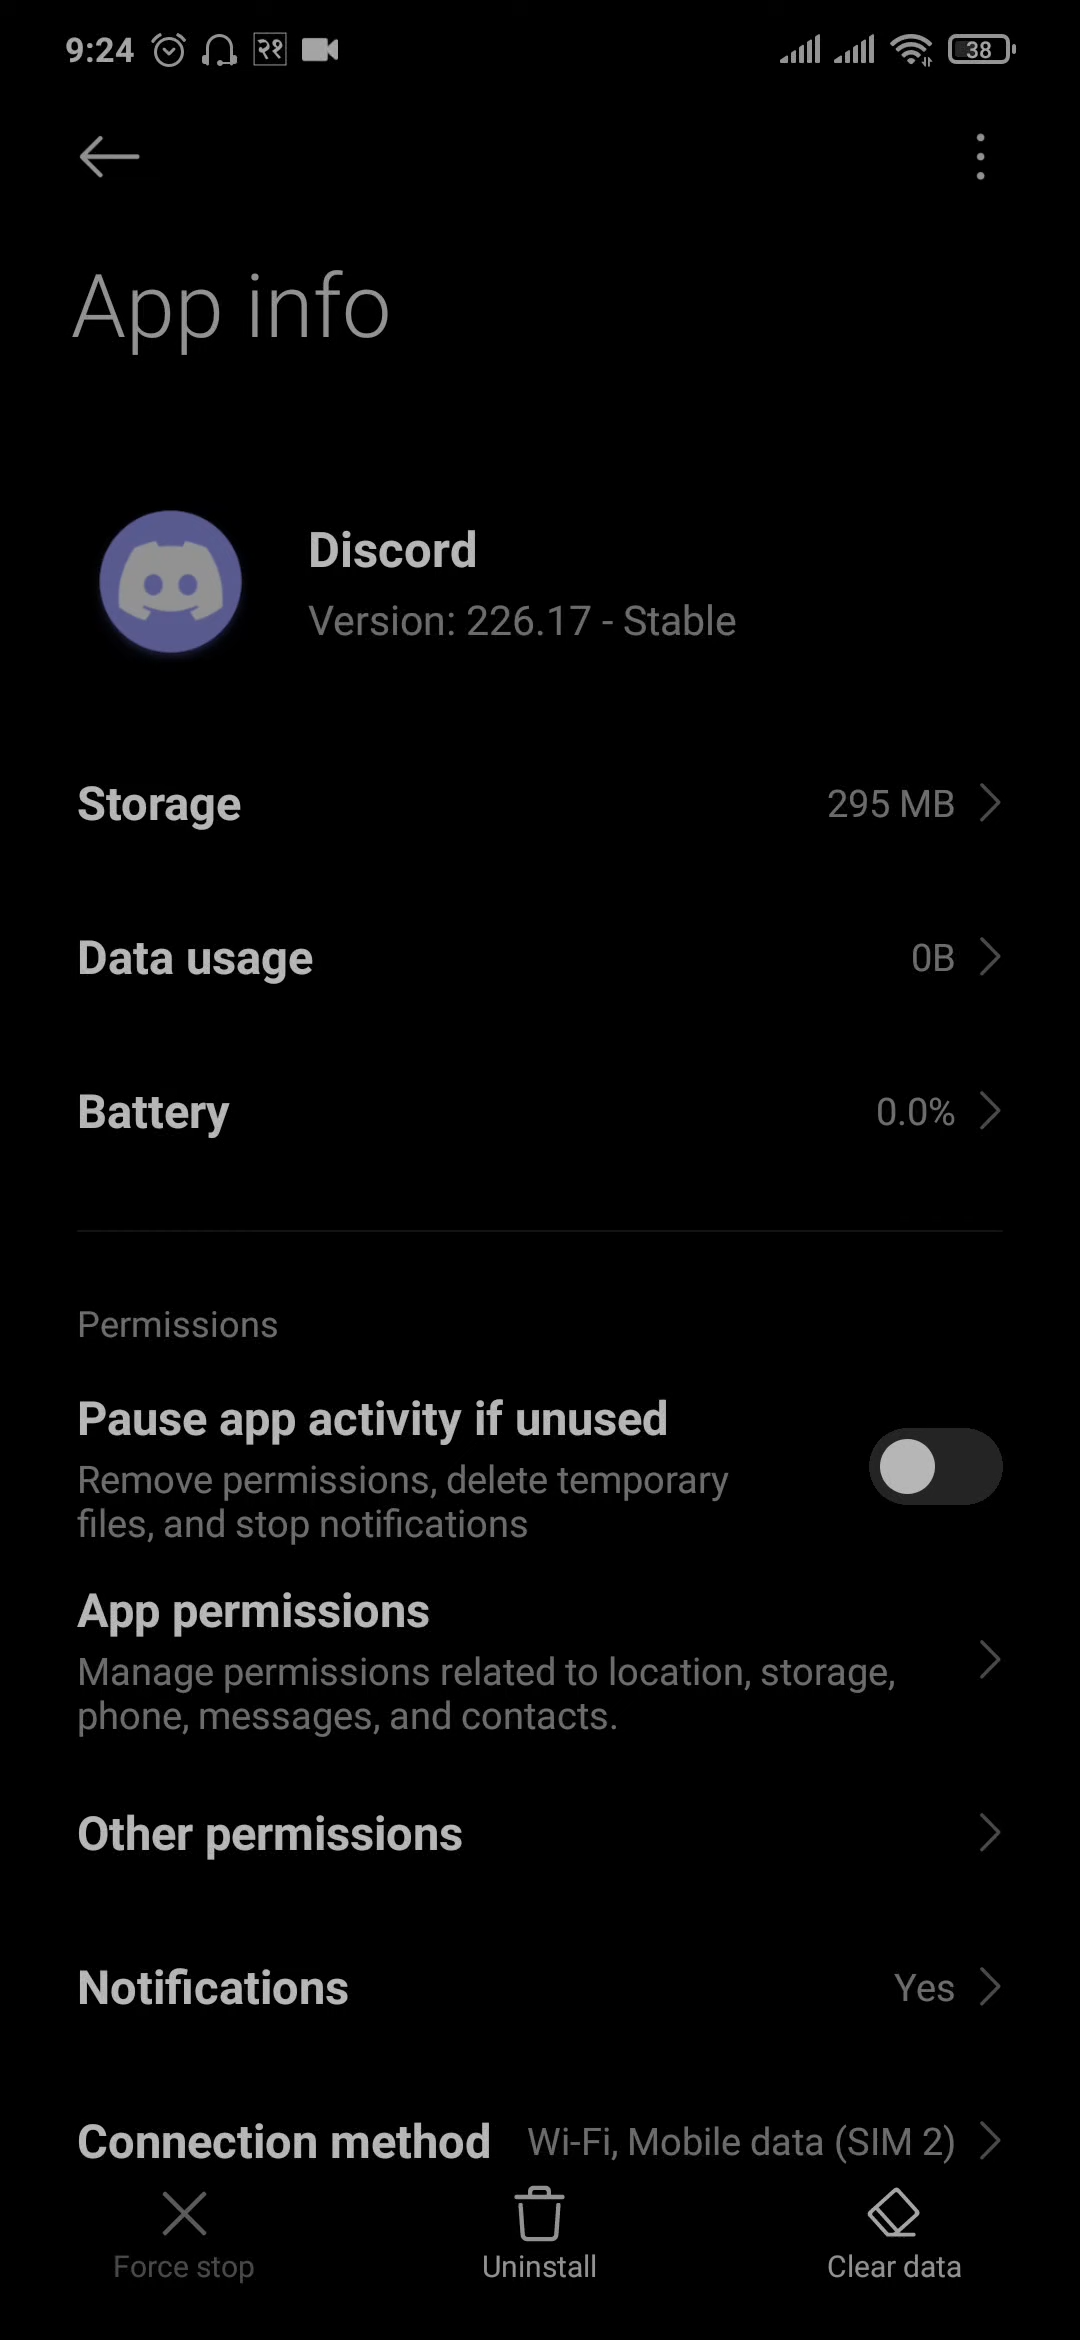 9:24 २१ 38
App info
Discord
Version: 226.17 - Stable
Storage 295 MB
Data usage 0B
Battery 0.0%
Permissions
Pause app activity if unused
Remove permissions, delete temporary
files, and stop notifications
App permissions
Manage permissions related to location, storage,
phone, messages, and contacts.
Other permissions
Notifications Yes
Connection method Wi-Fi, Mobile data (SIM 2)
Force stop Uninstall Clear data